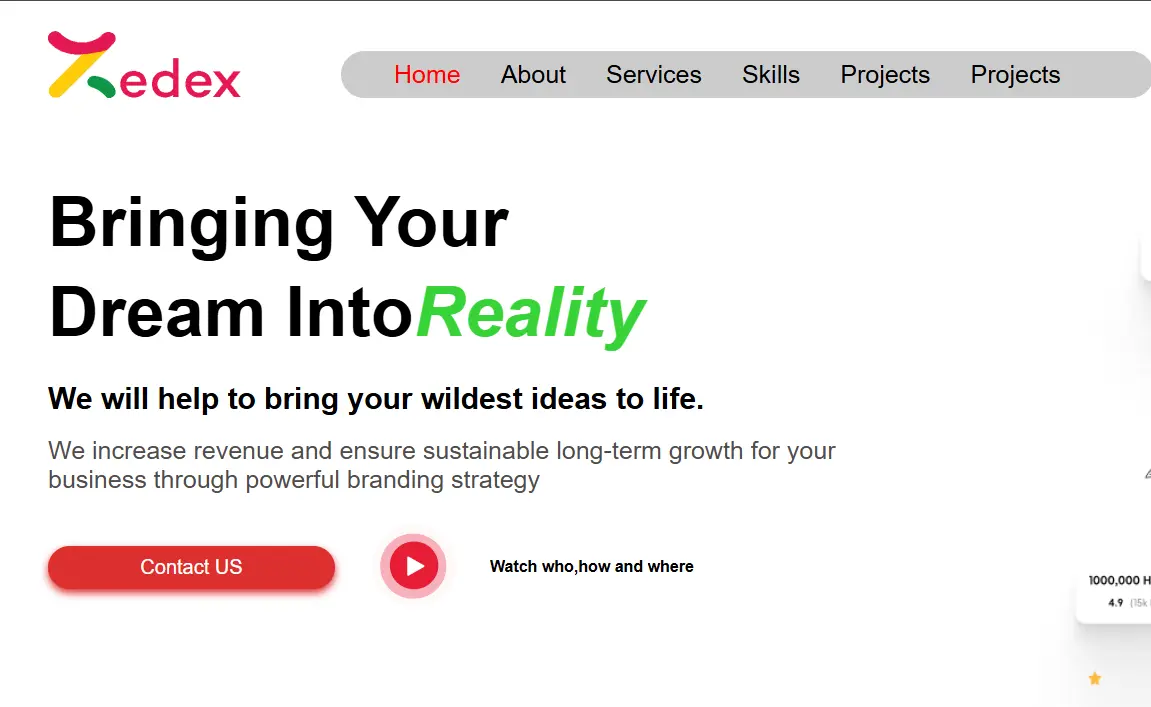 Zedex
Home About Services Skills Projects Projects
Bringing Your
Dream IntoReality
We will help to bring your wildest ideas to life.
We increase revenue and ensure sustainable long-term growth for your
business through powerful branding strategy
Contact US
Watch who,how and where
1000,000 H
4.9 (15k